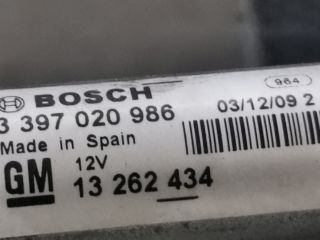 BOSCH
964
3 397 020 986
03/12/09 2
Made in Spain
12V
GM
13 262 434